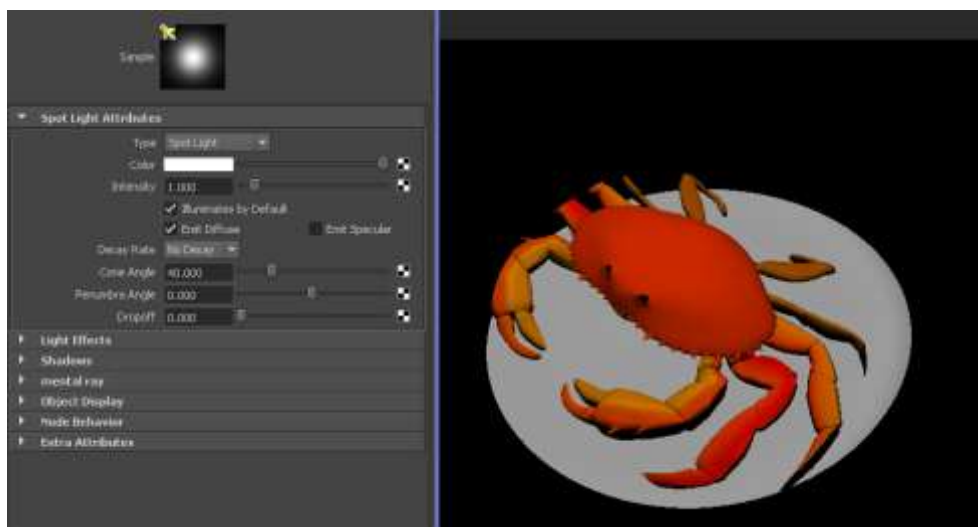 Sample
Spot Light Attributes
Type Spot Light
Color
Intensity 1.000
Illuminates by Default
Emit Diffuse Emit Specular
Decay Rate No Decay
Cone Angle 40.000
Penumbra Angle 0.000
Dropoff 0.000
Light Effects
Shadows
mental ray
Object Display
Node Behavior
Extra Attributes